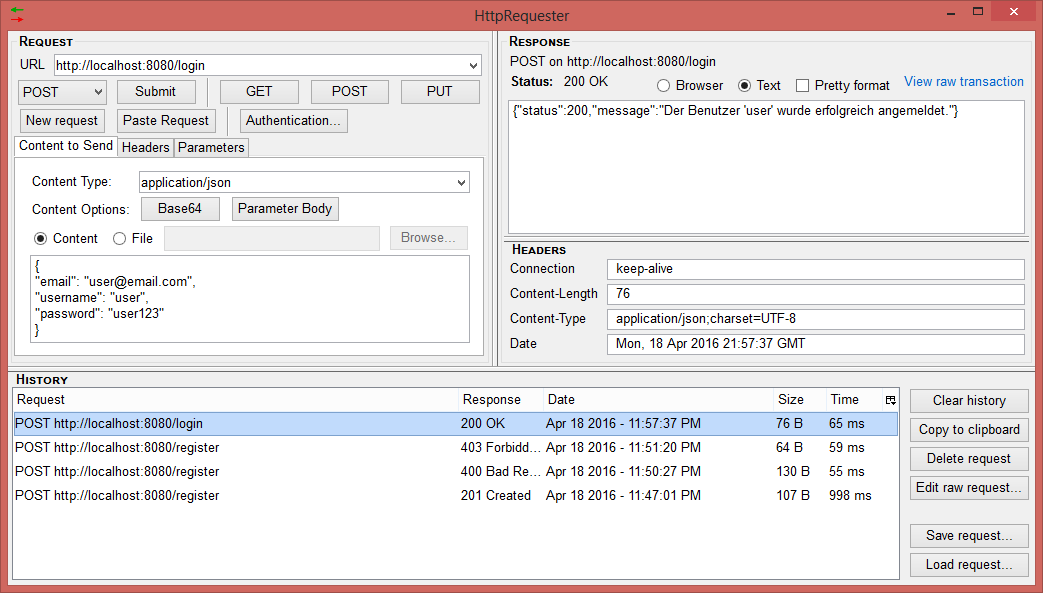 HttpRequester
REQUEST
URL http://localhost:8080/login
POST Submit GET POST PUT
New request Paste Request Authentication...
Content to Send Headers Parameters
Content Type: application/json
Content Options: Base64 Parameter Body
Content File Browse...
{
"email": "user@email.com",
"username": "user",
"password": "user123"
}
RESPONSE
POST on http://localhost:8080/login
Status: 200 OK Browser Text Pretty format View raw transaction
{"status":200,"message":"Der Benutzer 'user' wurde erfolgreich angemeldet."}
HEADERS
Connection keep-alive
Content-Length 76
Content-Type application/json;charset=UTF-8
Date Mon, 18 Apr 2016 21:57:37 GMT
HISTORY
Request Response Date Size Time
POST http://localhost:8080/login 200 OK Apr 18 2016 - 11:57:37 PM 76 B 65 ms
POST http://localhost:8080/register 403 Forbidd... Apr 18 2016 - 11:51:20 PM 64 B 59 ms
POST http://localhost:8080/register 400 Bad Re... Apr 18 2016 - 11:50:27 PM 130 B 55 ms
POST http://localhost:8080/register 201 Created Apr 18 2016 - 11:47:01 PM 107 B 998 ms
Clear history
Copy to clipboard
Delete request
Edit raw request...
Save request...
Load request...